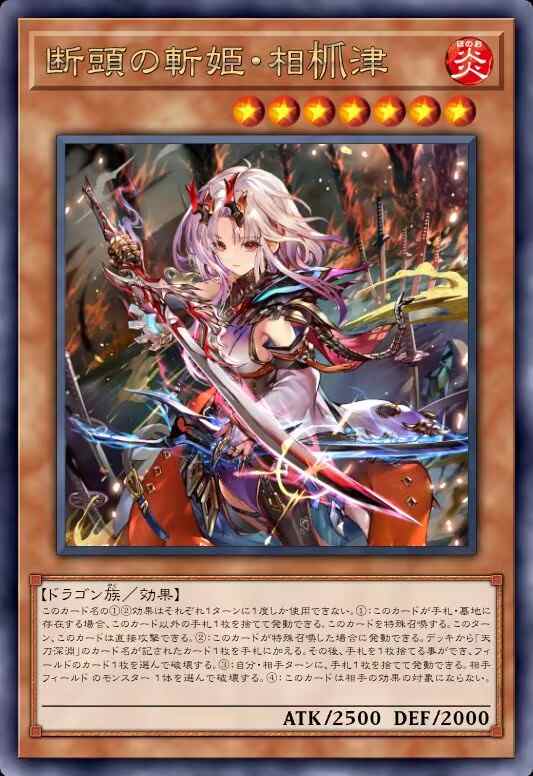 断頭の斬姫・相柧津
ほのお
炎
【ドラゴン族／効果】
このカード名の①②効果はそれぞれ1ターンに1度しか使用できない。①：このカードが手札・墓地に
存在する場合、このカード以外の手札1枚を捨てて発動できる。このカードを特殊召喚する。このター
ン、このカードは直接攻撃できる。②：このカードが特殊召喚した場合に発動できる。デッキから「天
刀深淵」のカード名が記されたカード1枚を手札にかえる。その後、手札を1枚捨てる事ができ、フィ
ールドのカード1枚を選んで破壊する。③：自分・相手ターンに、手札1枚を捨てて発動できる。相手
フィールド のモンスター 1体を選んで破壊する。④：このカードは相手の効果の対象にならない。
ATK/2500 DEF/2000